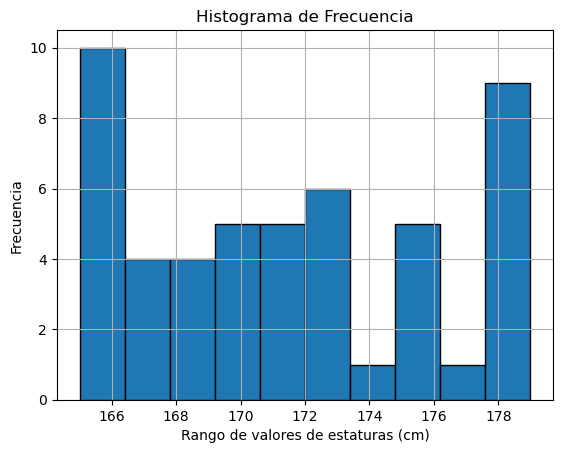 Histograma de Frecuencia
10
8
6
4
2
0
Frecuencia
166 168 170 172 174 176 178
Rango de valores de estaturas (cm)